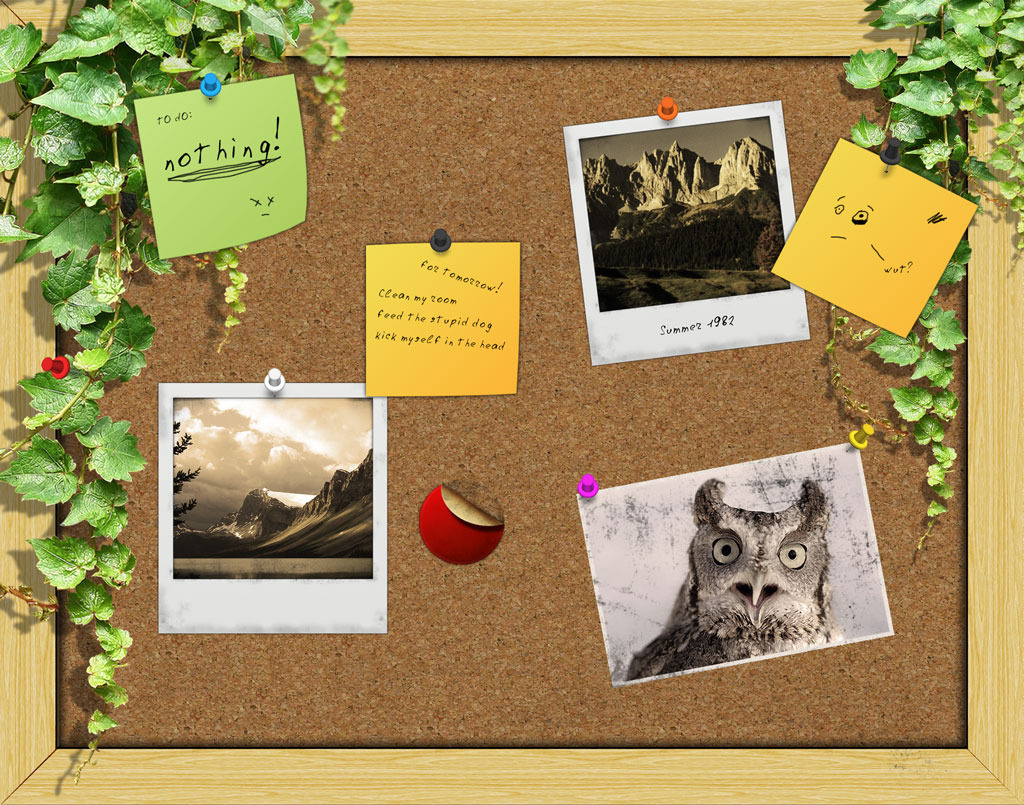 TO DO:
nothing!
for tomorrow!
Clean my room
feed the stupid dog
kick myself in the head
Summer 1982
wut?